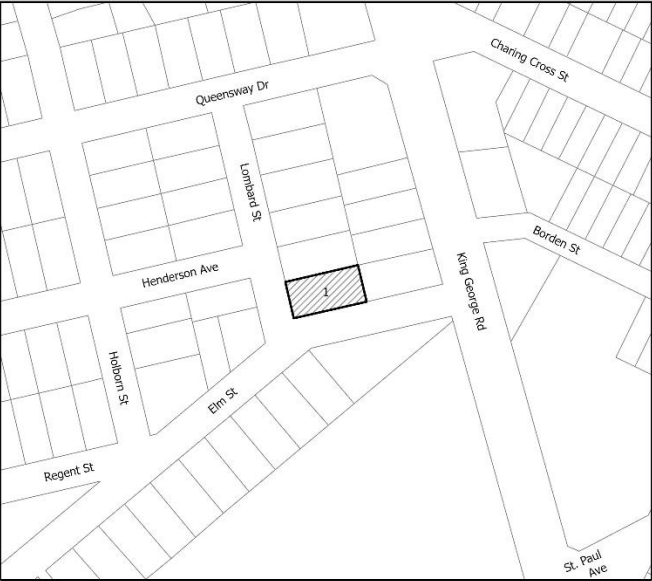 Charing Cross St
Queensway Dr
Lombard St
Borden St
Henderson Ave
King George Rd
1
Holborn St
Elm St
Regent St
St. Paul
Ave